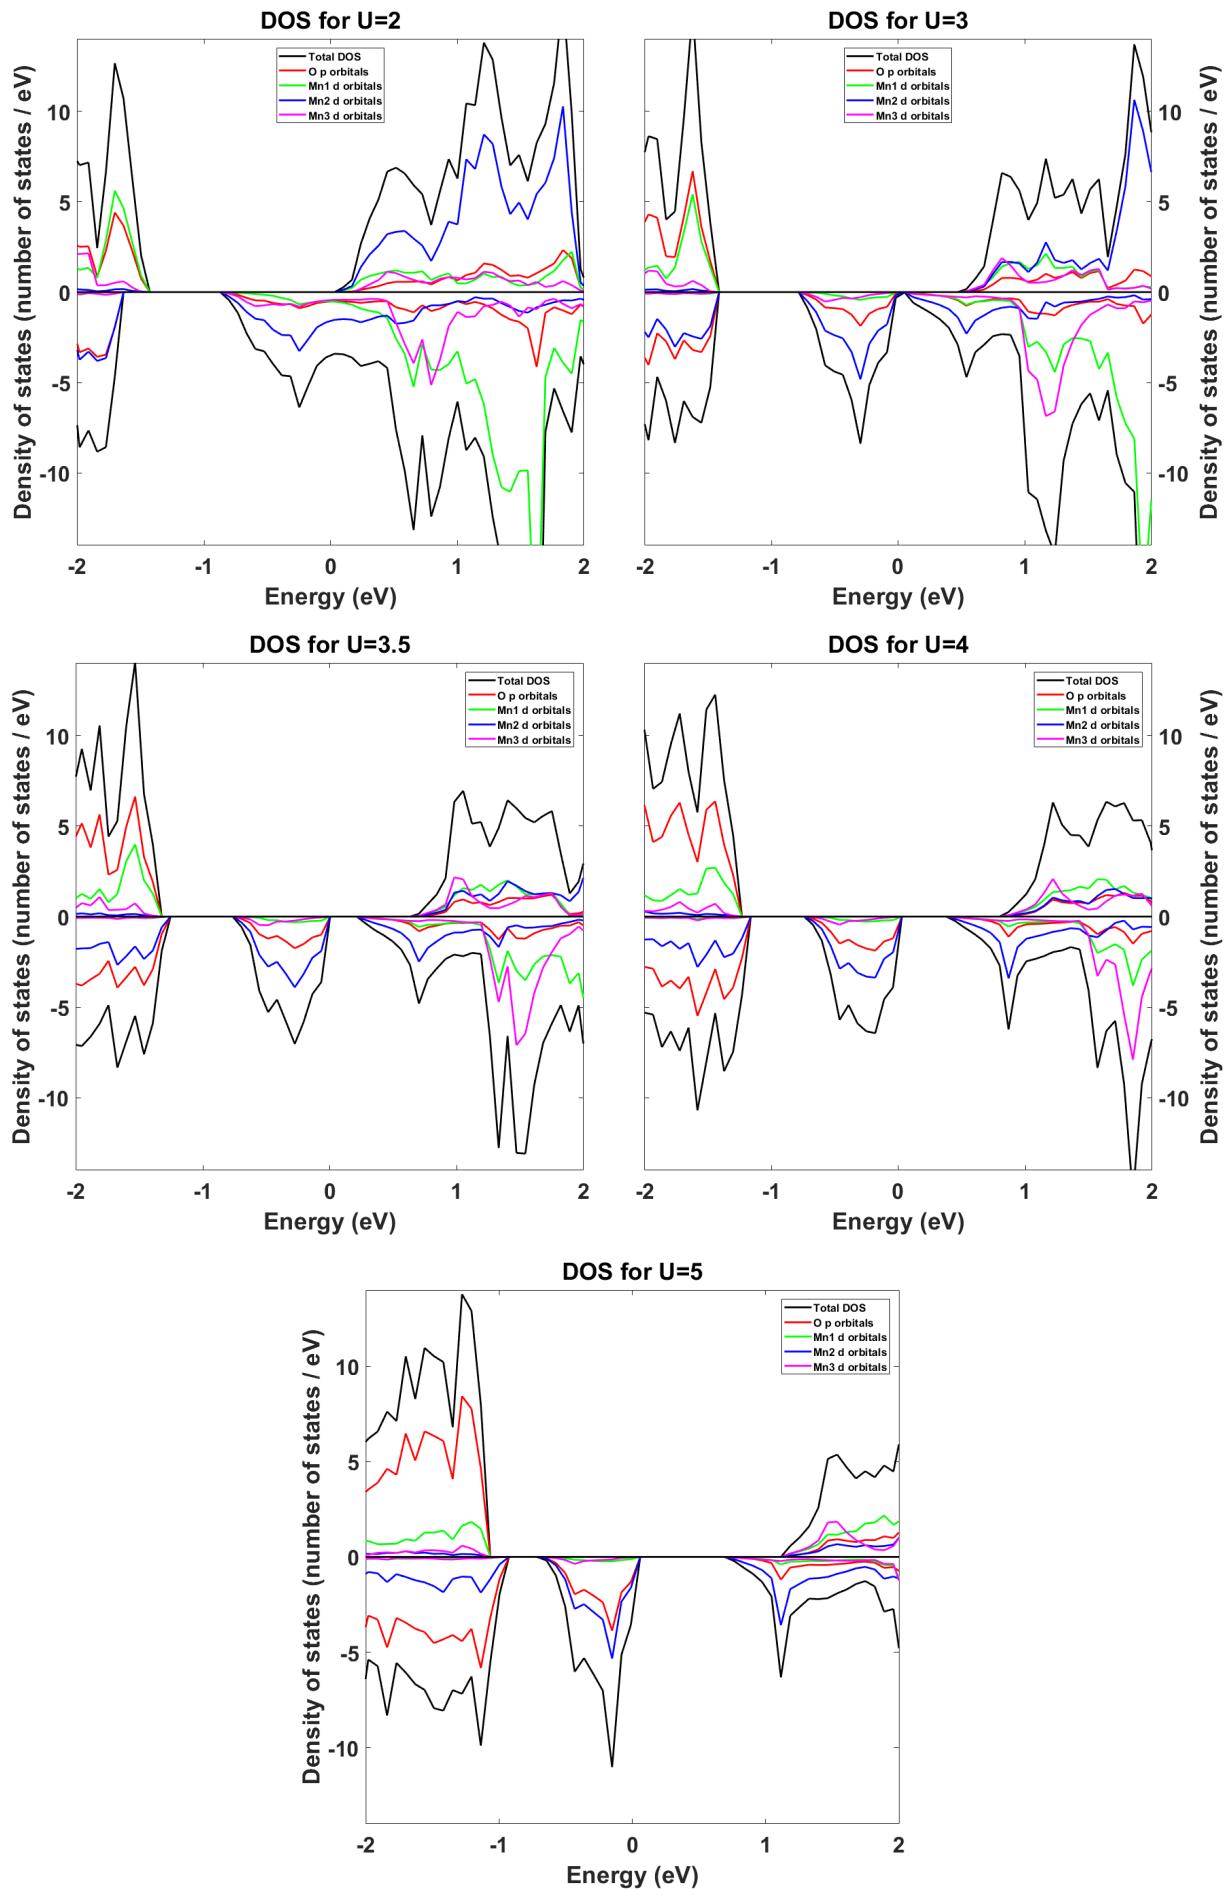 DOS for U=2
Density of states (number of states / eV)
10
5
0
-5
-10
Total DOS
O p orbitals
Mn1 d orbitals
Mn2 d orbitals
Mn3 d orbitals
-2
-1
0
1
2
Energy (eV)
DOS for U=3
Total DOS
O p orbitals
Mn1 d orbitals
Mn2 d orbitals
Mn3 d orbitals
10
5
0
-5
-10
Density of states (number of states / eV)
-2
-1
0
1
2
Energy (eV)
DOS for U=3.5
Density of states (number of states / eV)
10
5
0
-5
-10
Total DOS
O p orbitals
Mn1 d orbitals
Mn2 d orbitals
Mn3 d orbitals
-2
-1
0
1
2
Energy (eV)
DOS for U=4
Total DOS
O p orbitals
Mn1 d orbitals
Mn2 d orbitals
Mn3 d orbitals
10
5
0
-5
-10
Density of states (number of states / eV)
-2
-1
0
1
2
Energy (eV)
DOS for U=5
Density of states (number of states / eV)
10
5
0
-5
-10
Total DOS
O p orbitals
Mn1 d orbitals
Mn2 d orbitals
Mn3 d orbitals
-2
-1
0
1
2
Energy (eV)